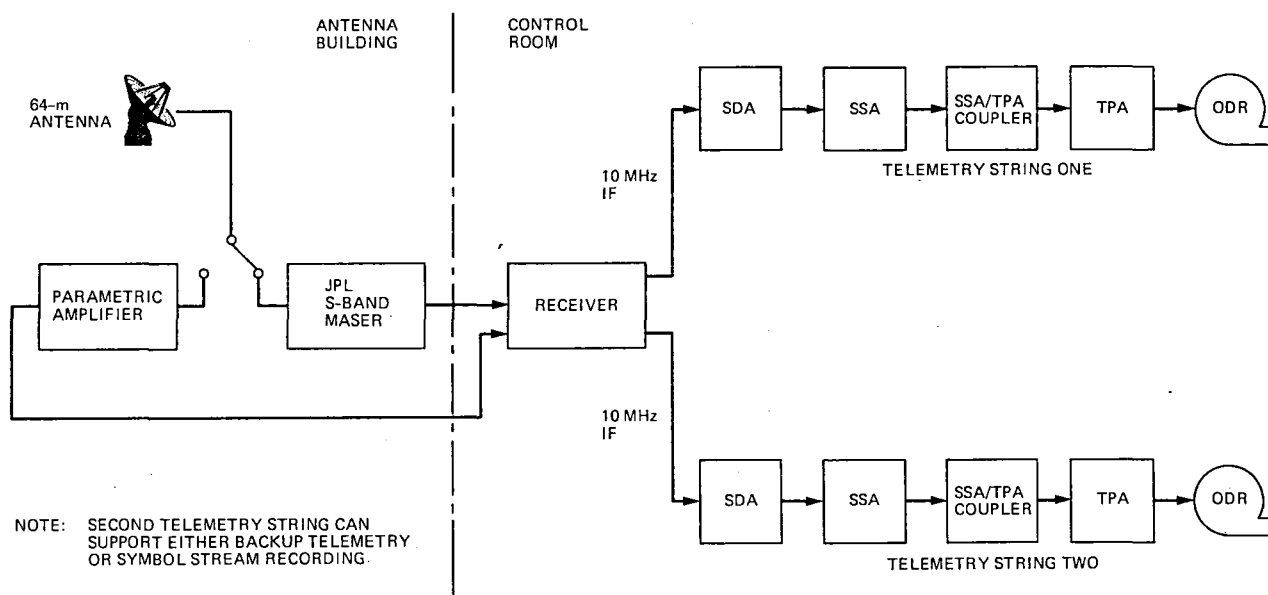 ANTENNA
BUILDING
CONTROL
ROOM
64-m
ANTENNA
SDA
SSA
SSA/TPA
COUPLER
TPA
ODR
TELEMETRY STRING ONE
10 MHz
IF
PARAMETRIC
AMPLIFIER
JPL
S-BAND
MASER
RECEIVER
10 MHz
IF
SDA
SSA
SSA/TPA
COUPLER
TPA
ODR
TELEMETRY STRING TWO
NOTE: SECOND TELEMETRY STRING CAN
SUPPORT EITHER BACKUP TELEMETRY
OR SYMBOL STREAM RECORDING.